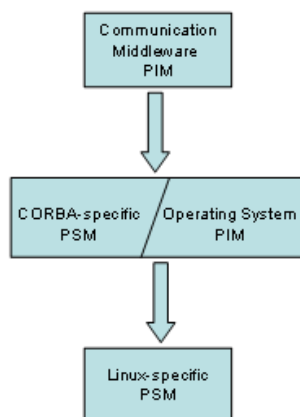 Communication
Middleware
PIM
CORBA-specific
PSM
Operating System
PIM
Linux-specific
PSM